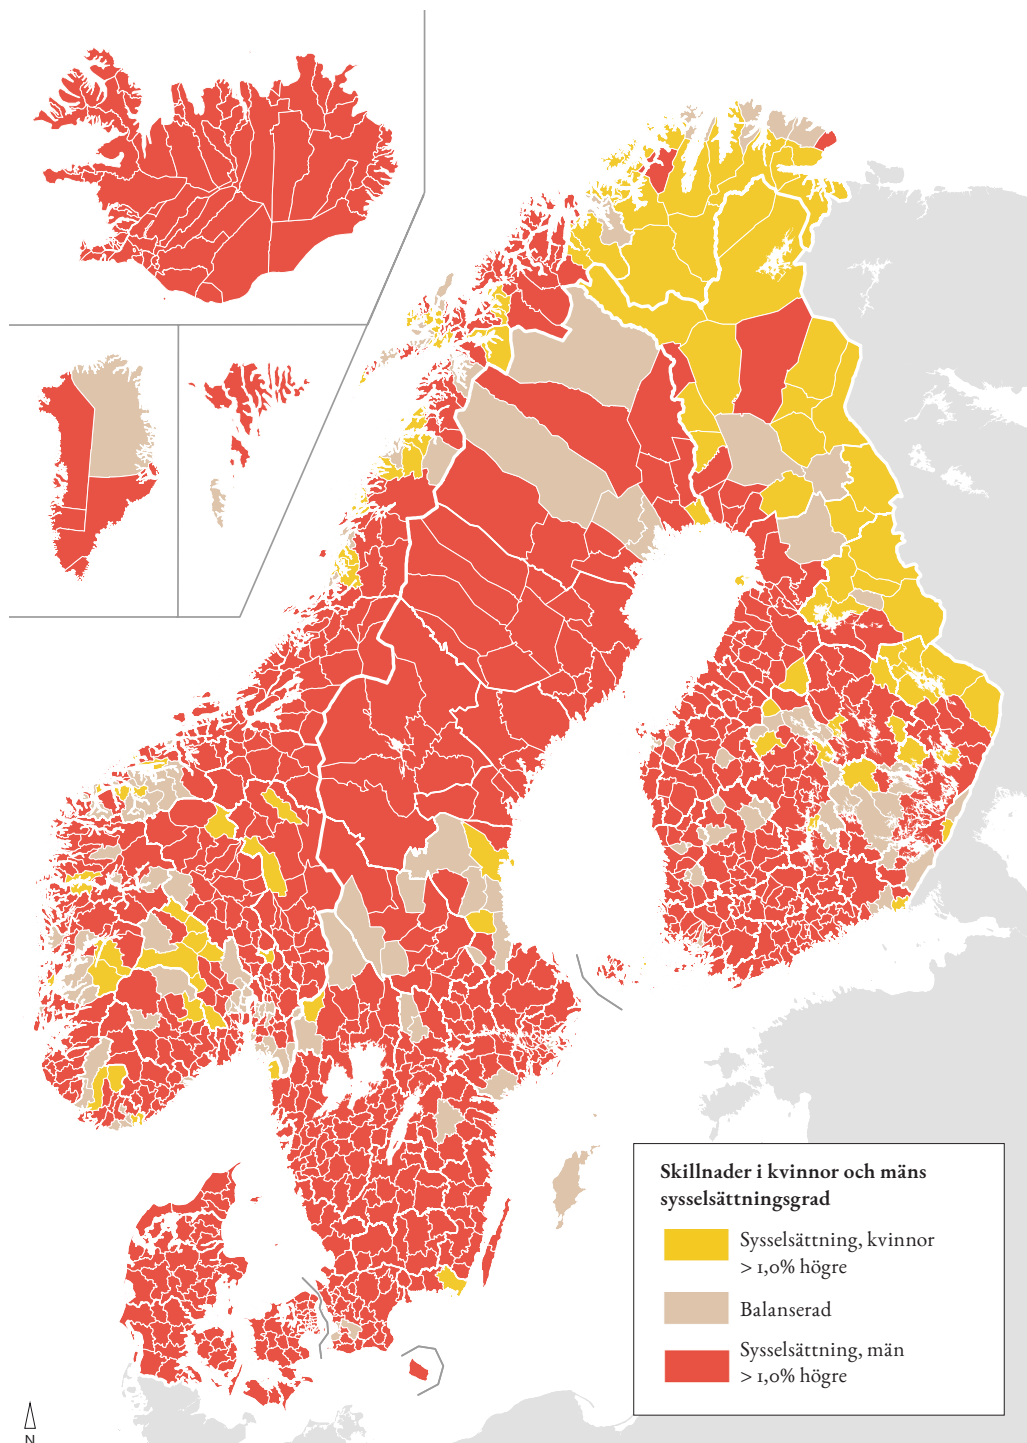 Skillnader i kvinnor och mäns
sysselsättningsgrad
Sysselsättning, kvinnor
> 1,0% högre
Balanserad
Sysselsättning, män
> 1,0% högre
N